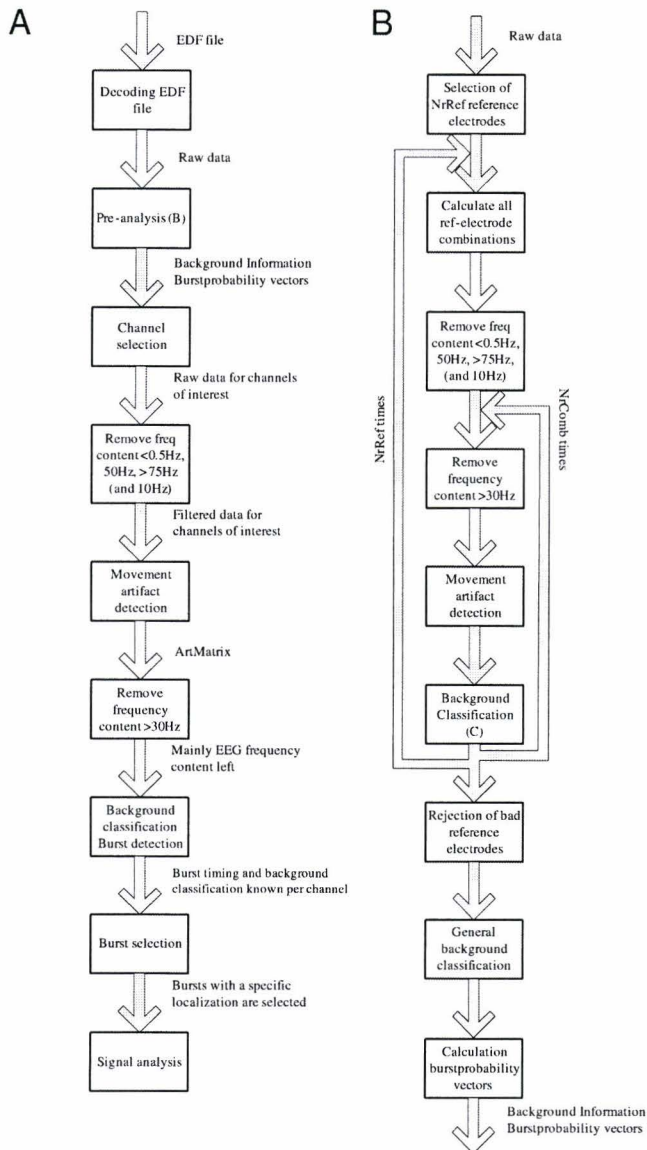 A
EDF file
Decoding EDF
file
Raw data
Pre-analysis (B)
Background Information
Burstprobability vectors
Channel
selection
Raw data for channels
of interest
Remove freq
content <0.5Hz,
50Hz, >75Hz
(and 10Hz)
Filtered data for
channels of interest
Movement
artifact
detection
ArtMatrix
Remove
frequency
content >30Hz
Mainly EEG frequency
content left
Background
classification
Burst detection
Burst timing and background
classification known per channel
Burst selection
Bursts with a specific
localization are selected
Signal analysis
B
Raw data
Selection of
NrRef reference
electrodes
Calculate all
ref-electrode
combinations
Remove freq
content <0.5Hz,
50Hz, >75Hz,
(and 10Hz)
NrRef times
NrComb times
Remove
frequency
content >30Hz
Movement
artifact
detection
Background
Classification
(C)
Rejection of bad
reference
electrodes
General
background
classification
Calculation
burstprobability
vectors
Background Information
Burstprobability vectors